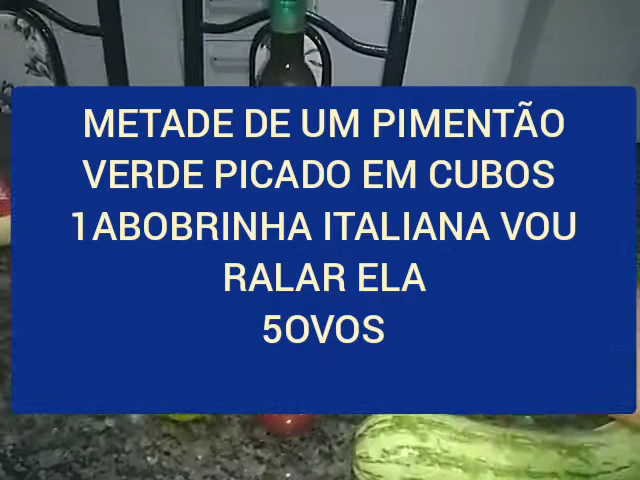 METADE DE UM PIMENTÃO
VERDE PICADO EM CUBOS
1ABOBRINHA ITALIANA VOU
RALAR ELA
5OVOS